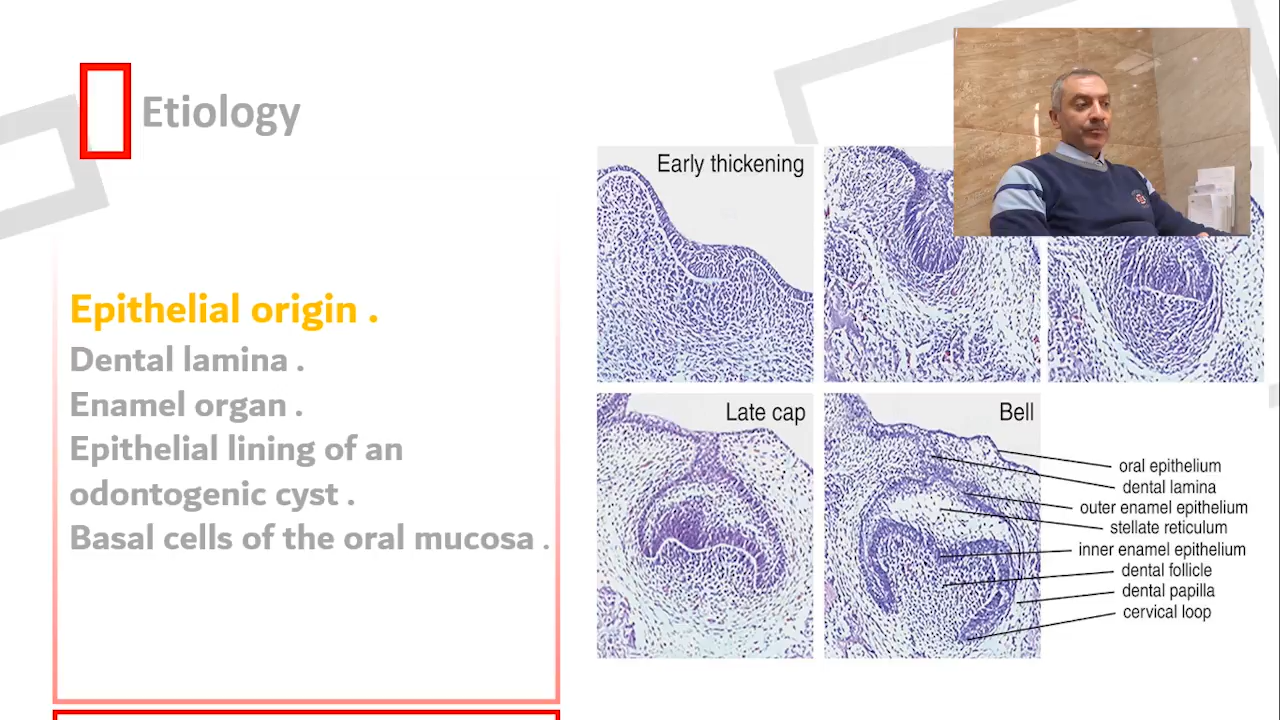 Etiology
Epithelial origin .
Dental lamina .
Enamel organ .
Epithelial lining of an
odontogenic cyst .
Basal cells of the oral mucosa .
Early thickening
Late cap
Bell
oral epithelium
dental lamina
outer enamel epithelium
stellate reticulum
inner enamel epithelium
dental follicle
dental papilla
cervical loop